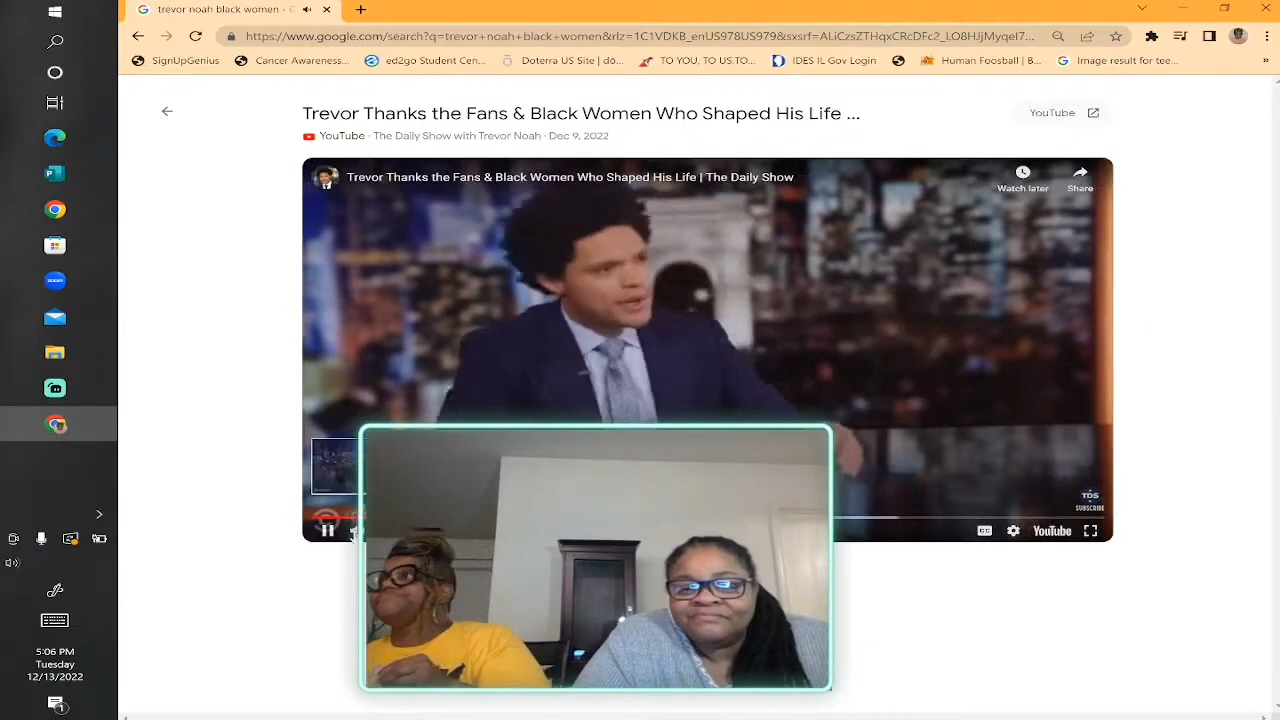 trevor noah black women - G
https://www.google.com/search?q=trevor+noah+black+women&rlz=1C1VDKB_enUS978US979&sxsrf=ALiCzsZTHqxCRcDFc2_LO8HJjMyqeI7...
SignUpGenius
Cancer Awareness...
ed2go Student Cen...
Doterra US Site | dō...
TO YOU, TO US.TO...
IDES IL Gov Login
Human Foosball | B...
Image result for tee...
»
Trevor Thanks the Fans & Black Women Who Shaped His Life ...
YouTube
YouTube · The Daily Show with Trevor Noah · Dec 9, 2022
Trevor Thanks the Fans & Black Women Who Shaped His Life | The Daily Show
Watch later
Share
zoom
TDS
SUBSCRIBE
CC
YouTube
5:06 PM
Tuesday
12/13/2022
1